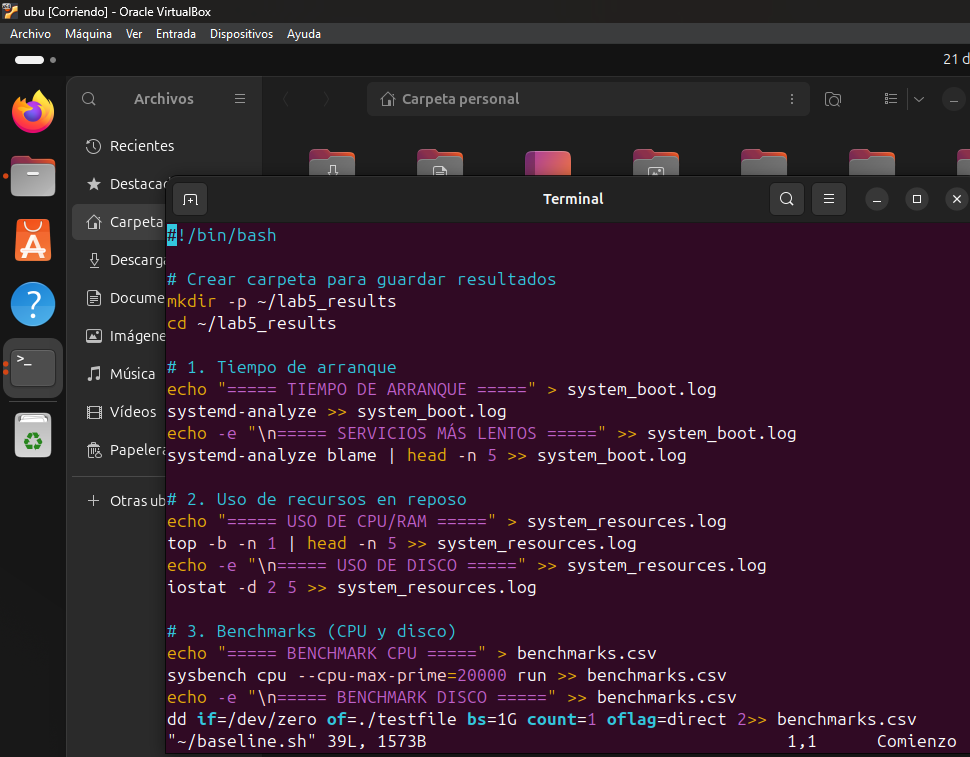 ubu [Corriendo] - Oracle VirtualBox
Archivo Máquina Ver Entrada Dispositivos Ayuda
21 d
Archivos
Carpeta personal
Recientes
Destacad
Carpeta
Descarga
Docume
Imágene
Música
Vídeos
Papelera
Otras ub
Terminal
#!/bin/bash
# Crear carpeta para guardar resultados
mkdir -p ~/lab5_results
cd ~/lab5_results
# 1. Tiempo de arranque
echo "===== TIEMPO DE ARRANQUE =====" > system_boot.log
systemd-analyze >> system_boot.log
echo -e "\n===== SERVICIOS MÁS LENTOS =====" >> system_boot.log
systemd-analyze blame | head -n 5 >> system_boot.log
# 2. Uso de recursos en reposo
echo "===== USO DE CPU/RAM =====" > system_resources.log
top -b -n 1 | head -n 5 >> system_resources.log
echo -e "\n===== USO DE DISCO =====" >> system_resources.log
iostat -d 2 5 >> system_resources.log
# 3. Benchmarks (CPU y disco)
echo "===== BENCHMARK CPU =====" > benchmarks.csv
sysbench cpu --cpu-max-prime=20000 run >> benchmarks.csv
echo -e "\n===== BENCHMARK DISCO =====" >> benchmarks.csv
dd if=/dev/zero of=./testfile bs=1G count=1 oflag=direct 2>> benchmarks.csv
"~/baseline.sh" 39L, 1573B 1,1 Comienzo